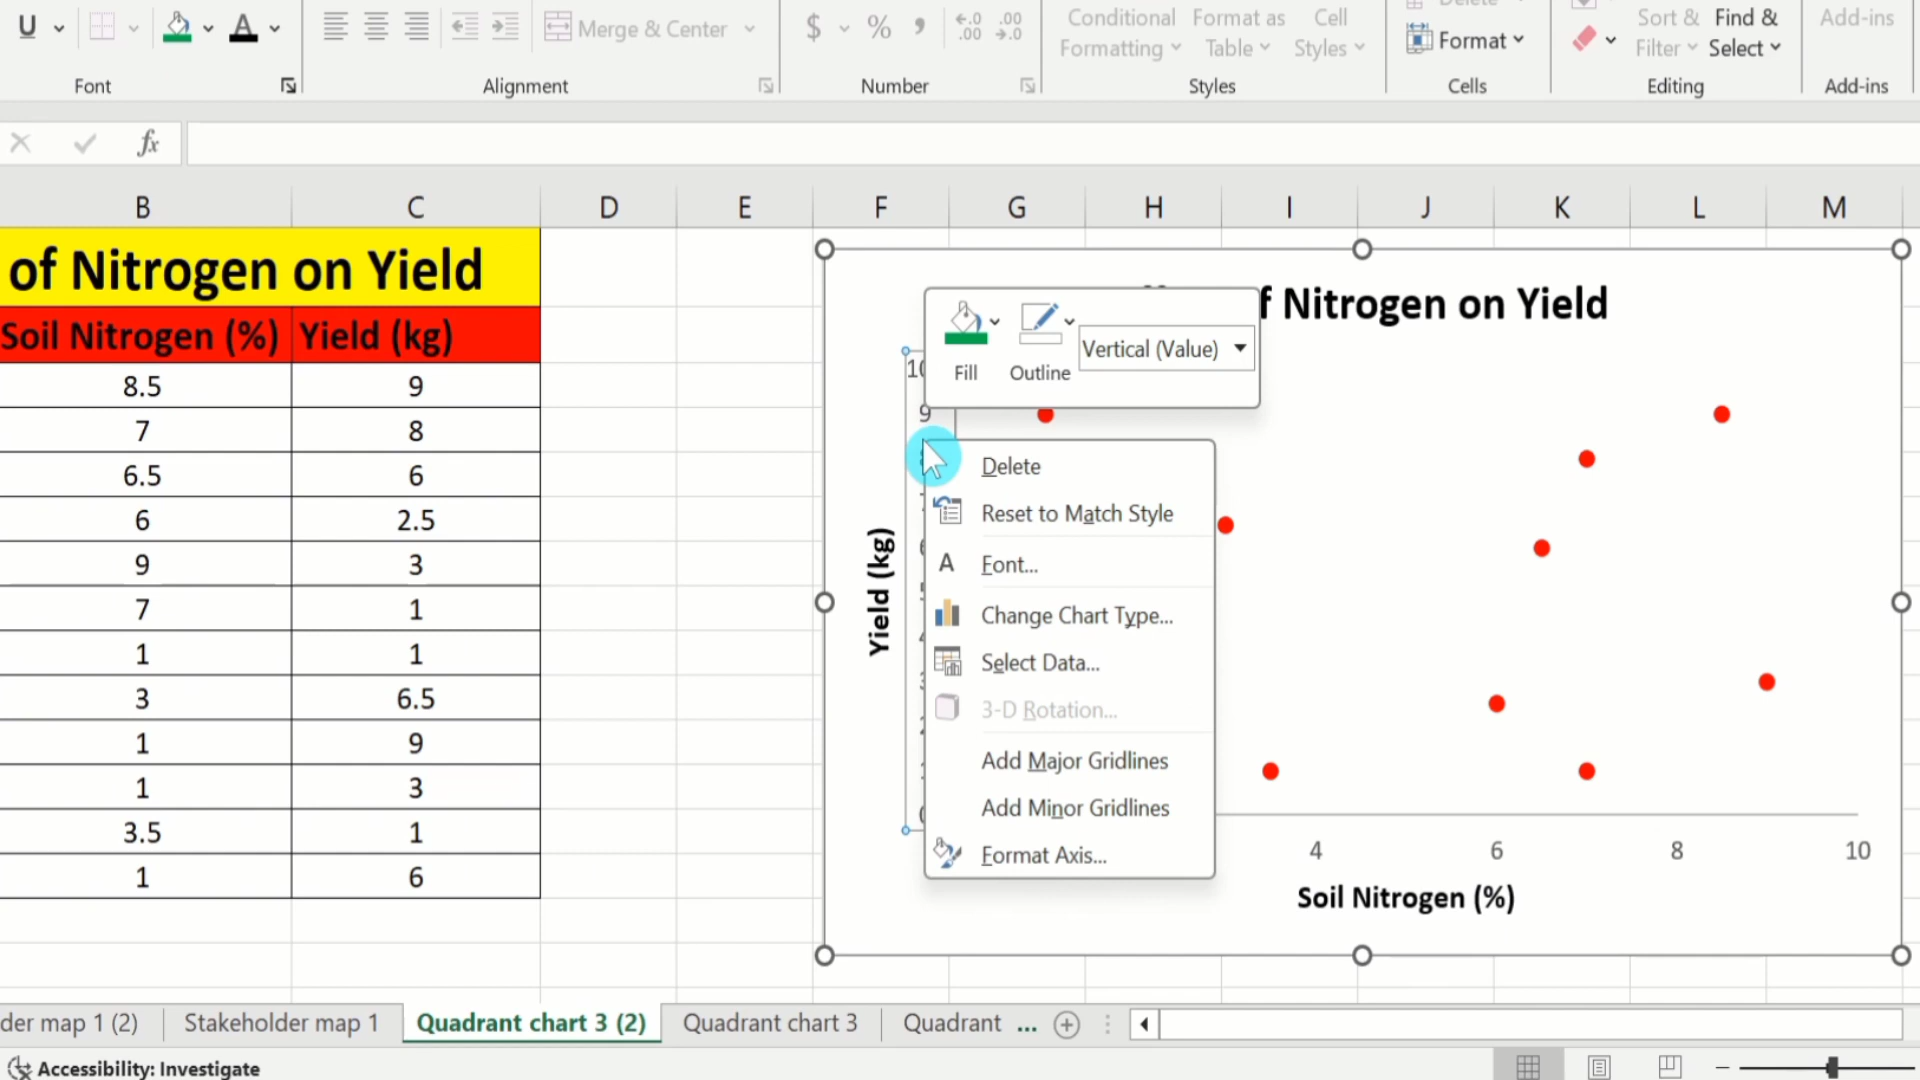 U A Merge & Center $ % , Conditional Format as Cell Delete Sort & Find & Add-ins
Formatting Table Styles Format Filter Select
Font Alignment Number Styles Cells Editing Add-ins
fx
B C D E F G H I J K L M
of Nitrogen on Yield
Soil Nitrogen (%) Yield (kg)
8.5 9
7 8
6.5 6
6 2.5
9 3
7 1
1 1
3 6.5
1 9
1 3
3.5 1
1 6
f Nitrogen on Yield
Fill Outline Vertical (Value)
10
9
Yield (kg)
Delete
Reset to Match Style
A Font...
Change Chart Type...
Select Data...
3-D Rotation...
Add Major Gridlines
Add Minor Gridlines
Format Axis...
4 6 8 10
Soil Nitrogen (%)
der map 1 (2) Stakeholder map 1 Quadrant chart 3 (2) Quadrant chart 3 Quadrant ...
Accessibility: Investigate